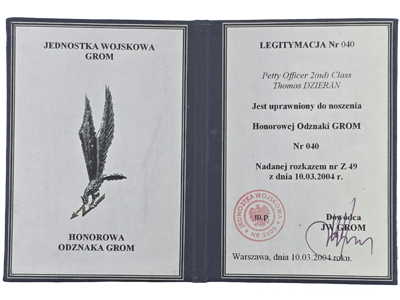 JEDNOSTKA WOJSKOWA
GROM
HONOROWA
ODZNAKA GROM
LEGITYMACJA Nr 040
Petty Officer 2(nd) Class
Thomas DZIERAN
Jest uprawniony do noszenia
Honorowej Odznaki GROM
Nr 040
Nadanej rozkazem nr Z 49
z dnia 10.03.2004 r.
JEDNOSTKA WOJSKOWA
m.p
Dowódca
JW GROM
Warszawa, dnia 10.03.2004 roku.